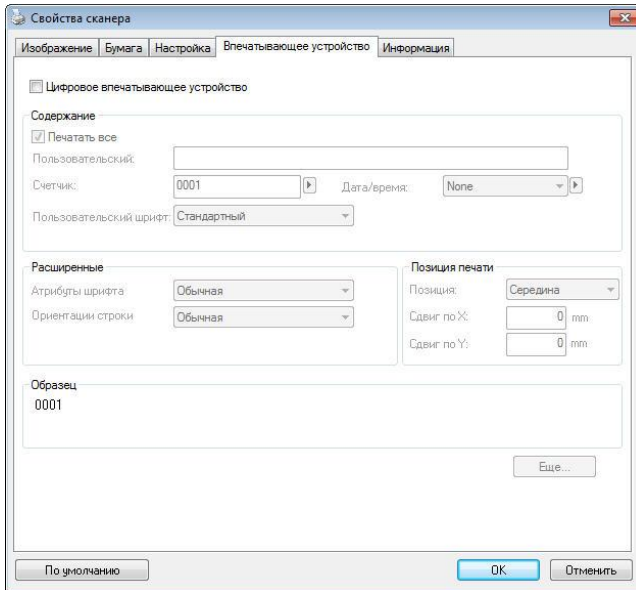 Свойства сканера
Изображение Бумага Настройка Впечатывающее устройство Информация
Цифровое впечатывающее устройство
Содержание
Печатать все
Пользовательский:
Счетчик: 0001 Дата/время: None
Пользовательский шрифт: Стандартный
Расширенные
Атрибуты шрифта Обычная
Ориентации строки Обычная
Позиция печати
Позиция: Середина
Сдвиг по X: 0 mm
Сдвиг по Y: 0 mm
Образец
0001
Еще...
По умолчанию OK Отменить